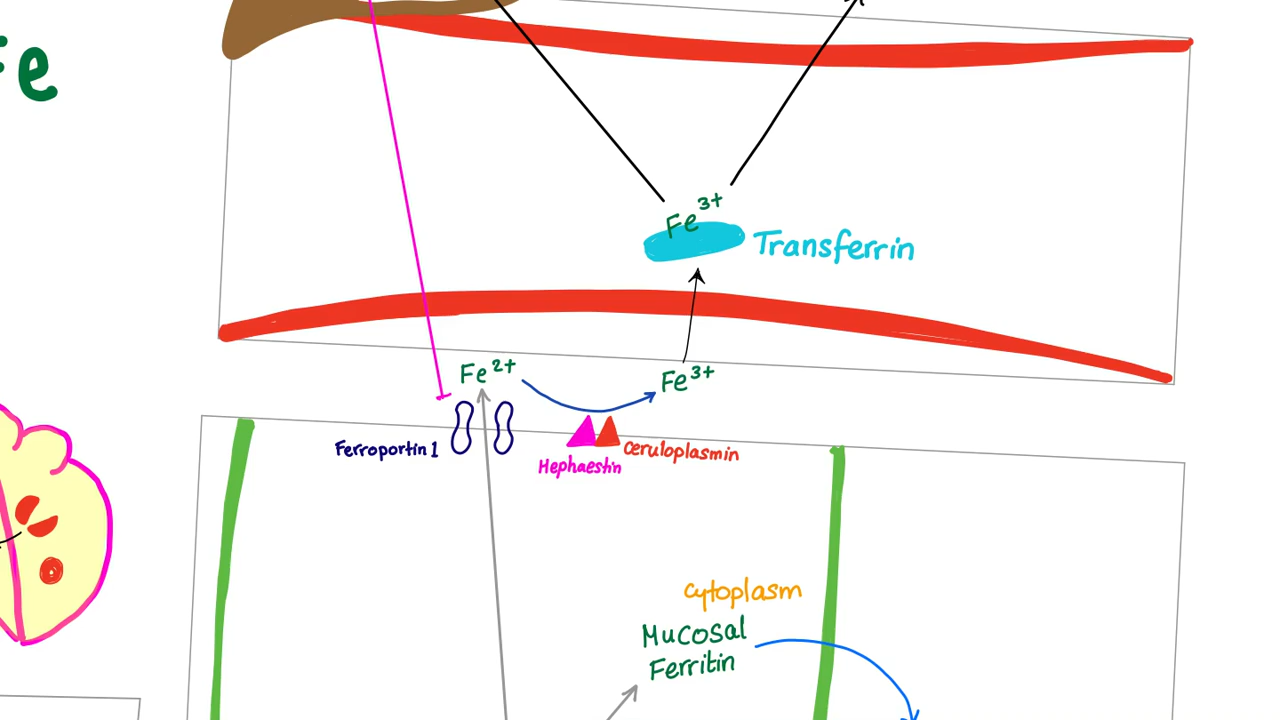 Fe
Fe3+
Transferrin
Fe2+
Fe3+
Ferroportin 1
Hephaestin
Ceruloplasmin
Cytoplasm
Mucosal
Ferritin